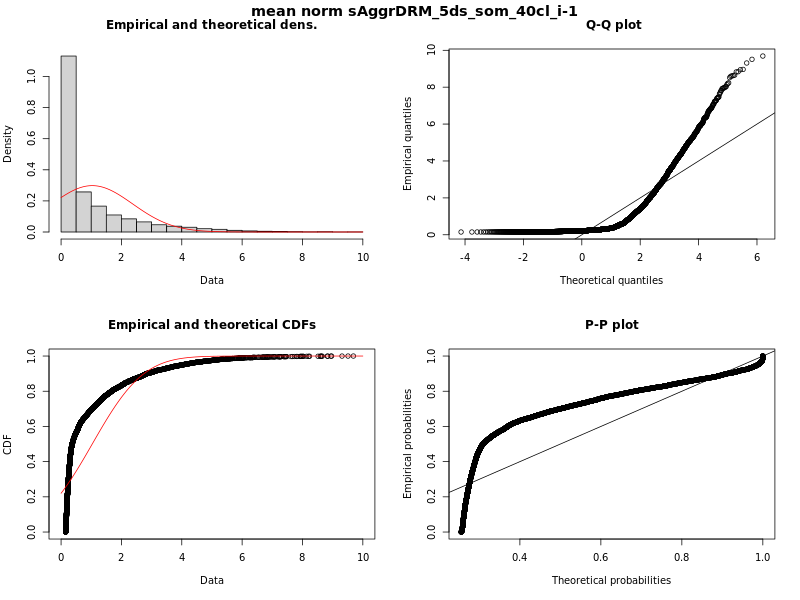 mean norm sAggrDRM_5ds_som_40cl_i-1
Empirical and theoretical dens.
Density
0.0 0.2 0.4 0.6 0.8 1.0
0 2 4 6 8 10
Data
Q-Q plot
Empirical quantiles
0 2 4 6 8 10
-4 -2 0 2 4 6
Theoretical quantiles
Empirical and theoretical CDFs
CDF
0.0 0.2 0.4 0.6 0.8 1.0
0 2 4 6 8 10
Data
P-P plot
Empirical probabilities
0.0 0.2 0.4 0.6 0.8 1.0
0.4 0.6 0.8 1.0
Theoretical probabilities